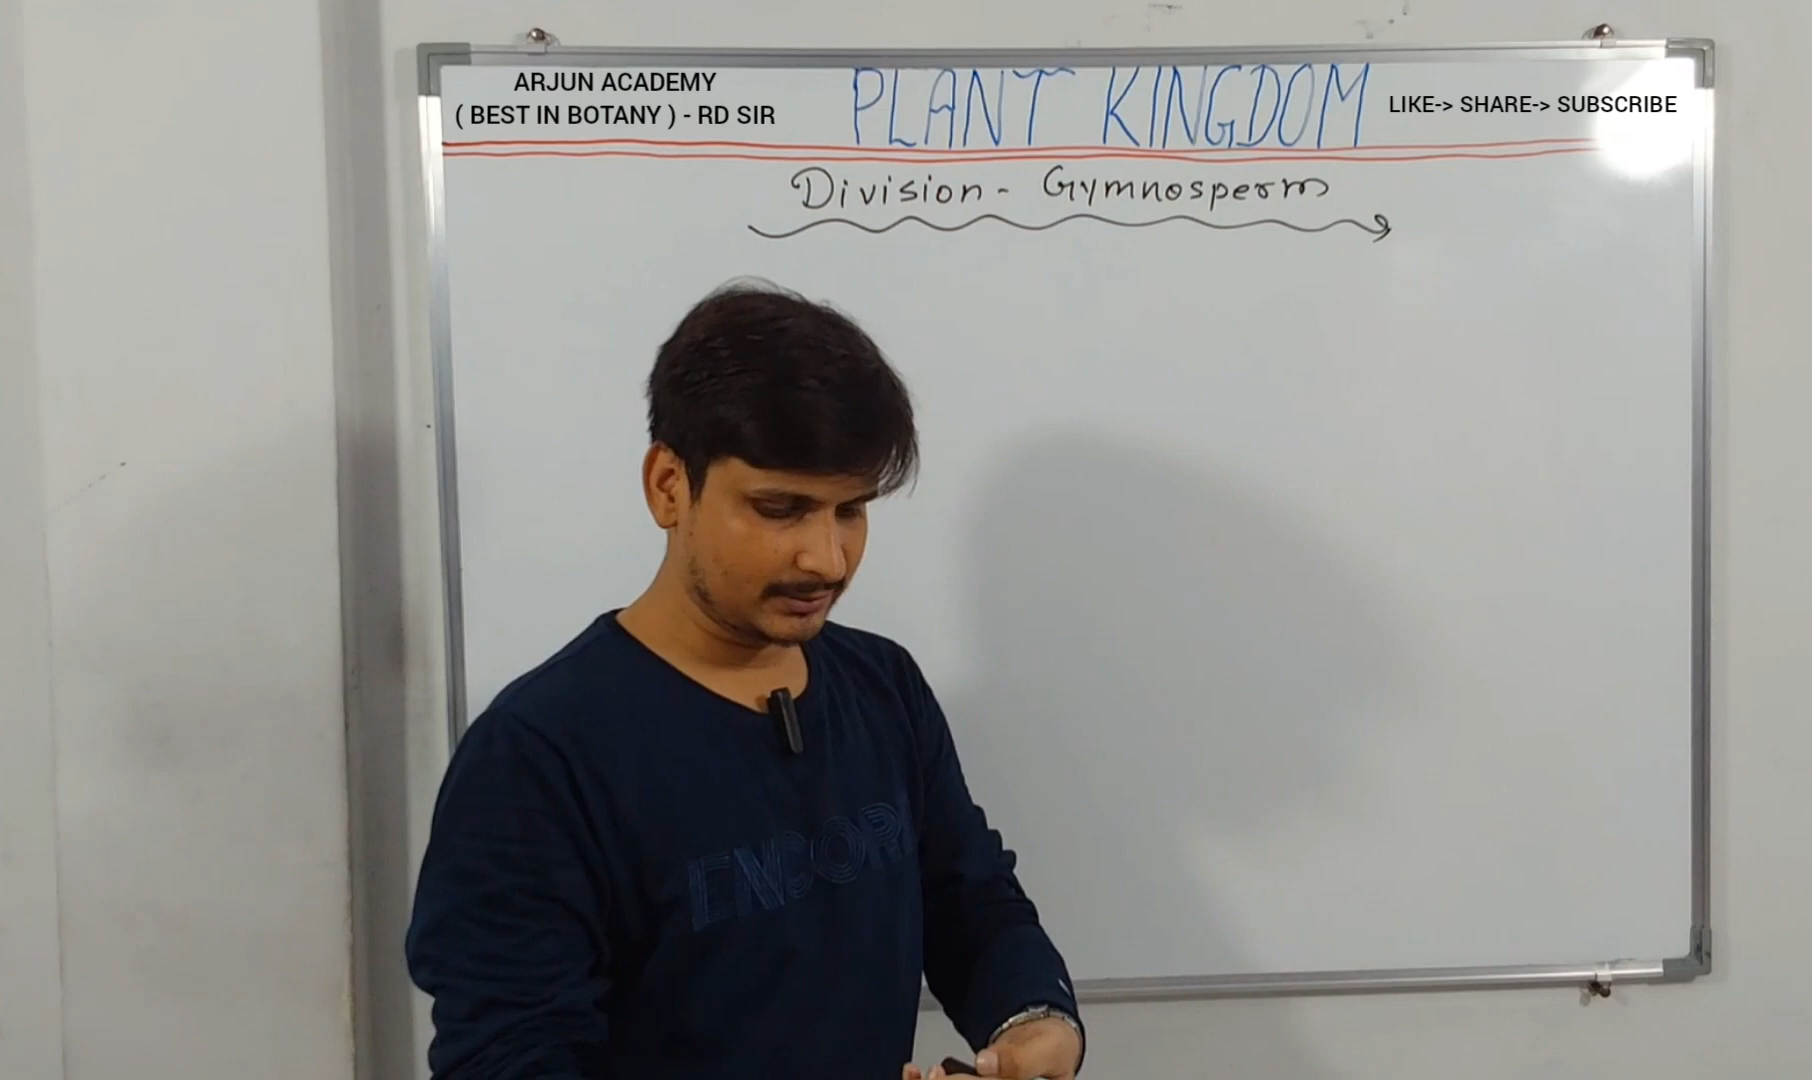 ARJUN ACADEMY
( BEST IN BOTANY ) - RD SIR
PLANT KINGDOM
LIKE-> SHARE-> SUBSCRIBE
Division - Gymnosperm